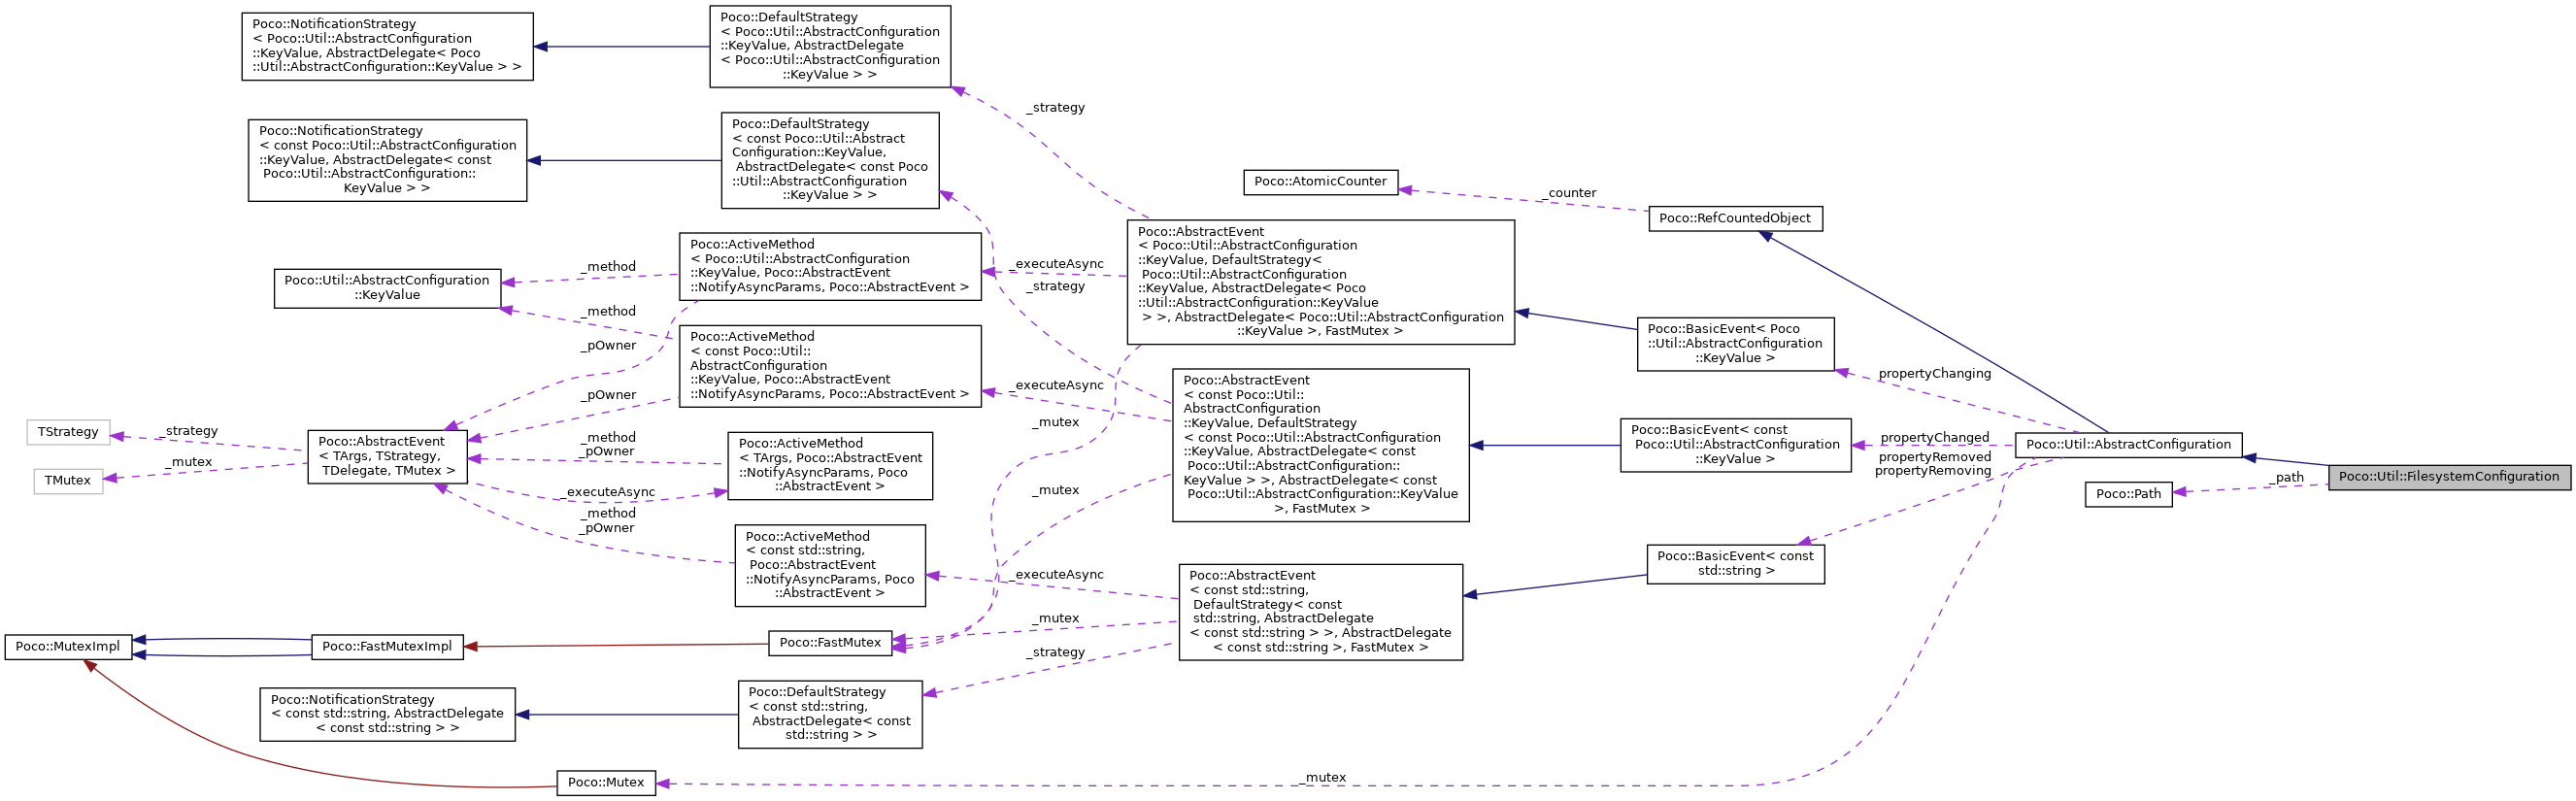 Poco::NotificationStrategy
< Poco::Util::AbstractConfiguration
::KeyValue, AbstractDelegate< Poco
::Util::AbstractConfiguration::KeyValue > >
Poco::DefaultStrategy
< Poco::Util::AbstractConfiguration
::KeyValue, AbstractDelegate
< Poco::Util::AbstractConfiguration
::KeyValue > >
_strategy
Poco::NotificationStrategy
< const Poco::Util::AbstractConfiguration
::KeyValue, AbstractDelegate< const
Poco::Util::AbstractConfiguration::
KeyValue > >
Poco::DefaultStrategy
< const Poco::Util::Abstract
Configuration::KeyValue,
AbstractDelegate< const Poco
::Util::AbstractConfiguration
::KeyValue > >
Poco::AtomicCounter
_counter
Poco::RefCountedObject
Poco::Util::AbstractConfiguration
::KeyValue
_method
_method
_pOwner
_pOwner
Poco::ActiveMethod
< Poco::Util::AbstractConfiguration
::KeyValue, Poco::AbstractEvent
::NotifyAsyncParams, Poco::AbstractEvent >
_executeAsync
_strategy
Poco::AbstractEvent
< Poco::Util::AbstractConfiguration
::KeyValue, DefaultStrategy<
Poco::Util::AbstractConfiguration
::KeyValue, AbstractDelegate< Poco
::Util::AbstractConfiguration::KeyValue
> >, AbstractDelegate< Poco::Util::AbstractConfiguration
::KeyValue >, FastMutex >
Poco::BasicEvent< Poco
::Util::AbstractConfiguration
::KeyValue >
propertyChanging
Poco::ActiveMethod
< const Poco::Util::
AbstractConfiguration
::KeyValue, Poco::AbstractEvent
::NotifyAsyncParams, Poco::AbstractEvent >
_executeAsync
_mutex
_mutex
Poco::AbstractEvent
< const Poco::Util::
AbstractConfiguration
::KeyValue, DefaultStrategy
< const Poco::Util::AbstractConfiguration
::KeyValue, AbstractDelegate< const
Poco::Util::AbstractConfiguration::
KeyValue > >, AbstractDelegate< const
Poco::Util::AbstractConfiguration::KeyValue
>, FastMutex >
Poco::BasicEvent< const
Poco::Util::AbstractConfiguration
::KeyValue >
propertyChanged
propertyRemoved
propertyRemoving
Poco::Util::AbstractConfiguration
Poco::Path
_path
Poco::Util::FilesystemConfiguration
TStrategy
_strategy
TMutex
_mutex
Poco::AbstractEvent
< TArgs, TStrategy,
TDelegate, TMutex >
_method
_pOwner
_executeAsync
_method
_pOwner
Poco::ActiveMethod
< TArgs, Poco::AbstractEvent
::NotifyAsyncParams, Poco
::AbstractEvent >
Poco::ActiveMethod
< const std::string,
Poco::AbstractEvent
::NotifyAsyncParams, Poco
::AbstractEvent >
_executeAsync
_mutex
_strategy
Poco::AbstractEvent
< const std::string,
DefaultStrategy< const
std::string, AbstractDelegate
< const std::string > >, AbstractDelegate
< const std::string >, FastMutex >
Poco::BasicEvent< const
std::string >
Poco::MutexImpl
Poco::FastMutexImpl
Poco::FastMutex
Poco::NotificationStrategy
< const std::string, AbstractDelegate
< const std::string > >
Poco::DefaultStrategy
< const std::string,
AbstractDelegate< const
std::string > >
Poco::Mutex
_mutex